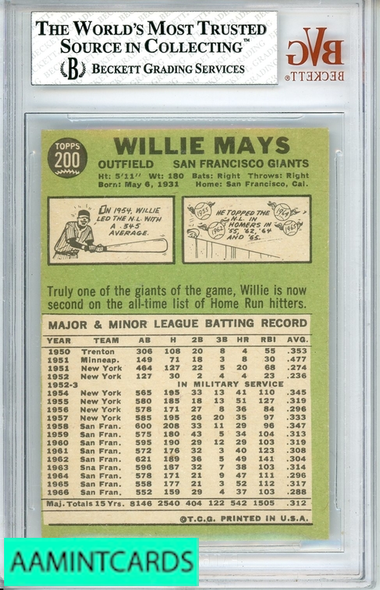 THE WORLD'S MOST TRUSTED
SOURCE IN COLLECTING™
B BECKETT GRADING SERVICES
BVG
BECKETT
TOPPS
200
WILLIE MAYS
OUTFIELD SAN FRANCISCO GIANTS
Ht: 5'11" Wt: 180 Bats: Right Throws: Right
Born: May 6, 1931 Home: San Francisco, Cal.
IN 1954, WILLIE
LED THE N.L. WITH
A .345
AVERAGE.
HE TOPPED THE
N.L. IN
HOMERS IN
'55, '62, '64
AND '65.
1955
1962
1964
1965
Truly one of the giants of the game, Willie is now
second on the all-time list of Home Run hitters.
MAJOR & MINOR LEAGUE BATTING RECORD
YEAR TEAM AB H 2B 3B HR RBI AVG.
1950 Trenton 306 108 20 8 4 55 .353
1951 Minneap. 149 71 18 3 8 30 .477
1951 New York 464 127 22 5 20 68 .274
1952 New York 127 30 2 4 4 23 .236
1952-3 IN MILITARY SERVICE
1954 New York 565 195 33 13 41 110 .345
1955 New York 580 185 18 13 51 127 .319
1956 New York 578 171 27 8 36 84 .296
1957 New York 585 195 26 20 35 97 .333
1958 San Fran. 600 208 33 11 29 96 .347
1959 San Fran. 575 180 43 5 34 104 .313
1960 San Fran. 595 190 29 12 29 103 .319
1961 San Fran. 572 176 32 3 40 123 .308
1962 San Fran. 621 189 36 5 49 141 .304
1963 San Fran. 596 187 32 7 38 103 .314
1964 San Fran. 578 171 21 9 47 111 .296
1965 San Fran. 558 177 21 3 52 112 .317
1966 San Fran. 552 159 29 4 37 103 .288
Maj. Totals 15 Yrs. 8146 2540 404 122 542 1505 .312
©T.C.G. PRINTED IN U.S.A.
AAMINTCARDS